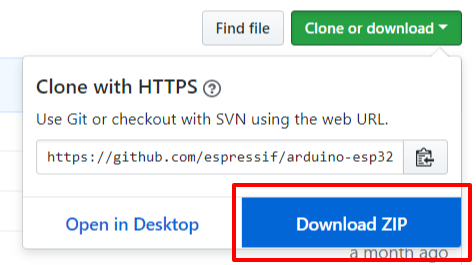 Find file
Clone or download
Clone with HTTPS
Use Git or checkout with SVN using the web URL.
https://github.com/espressif/arduino-esp32
Open in Desktop
Download ZIP
a month ago